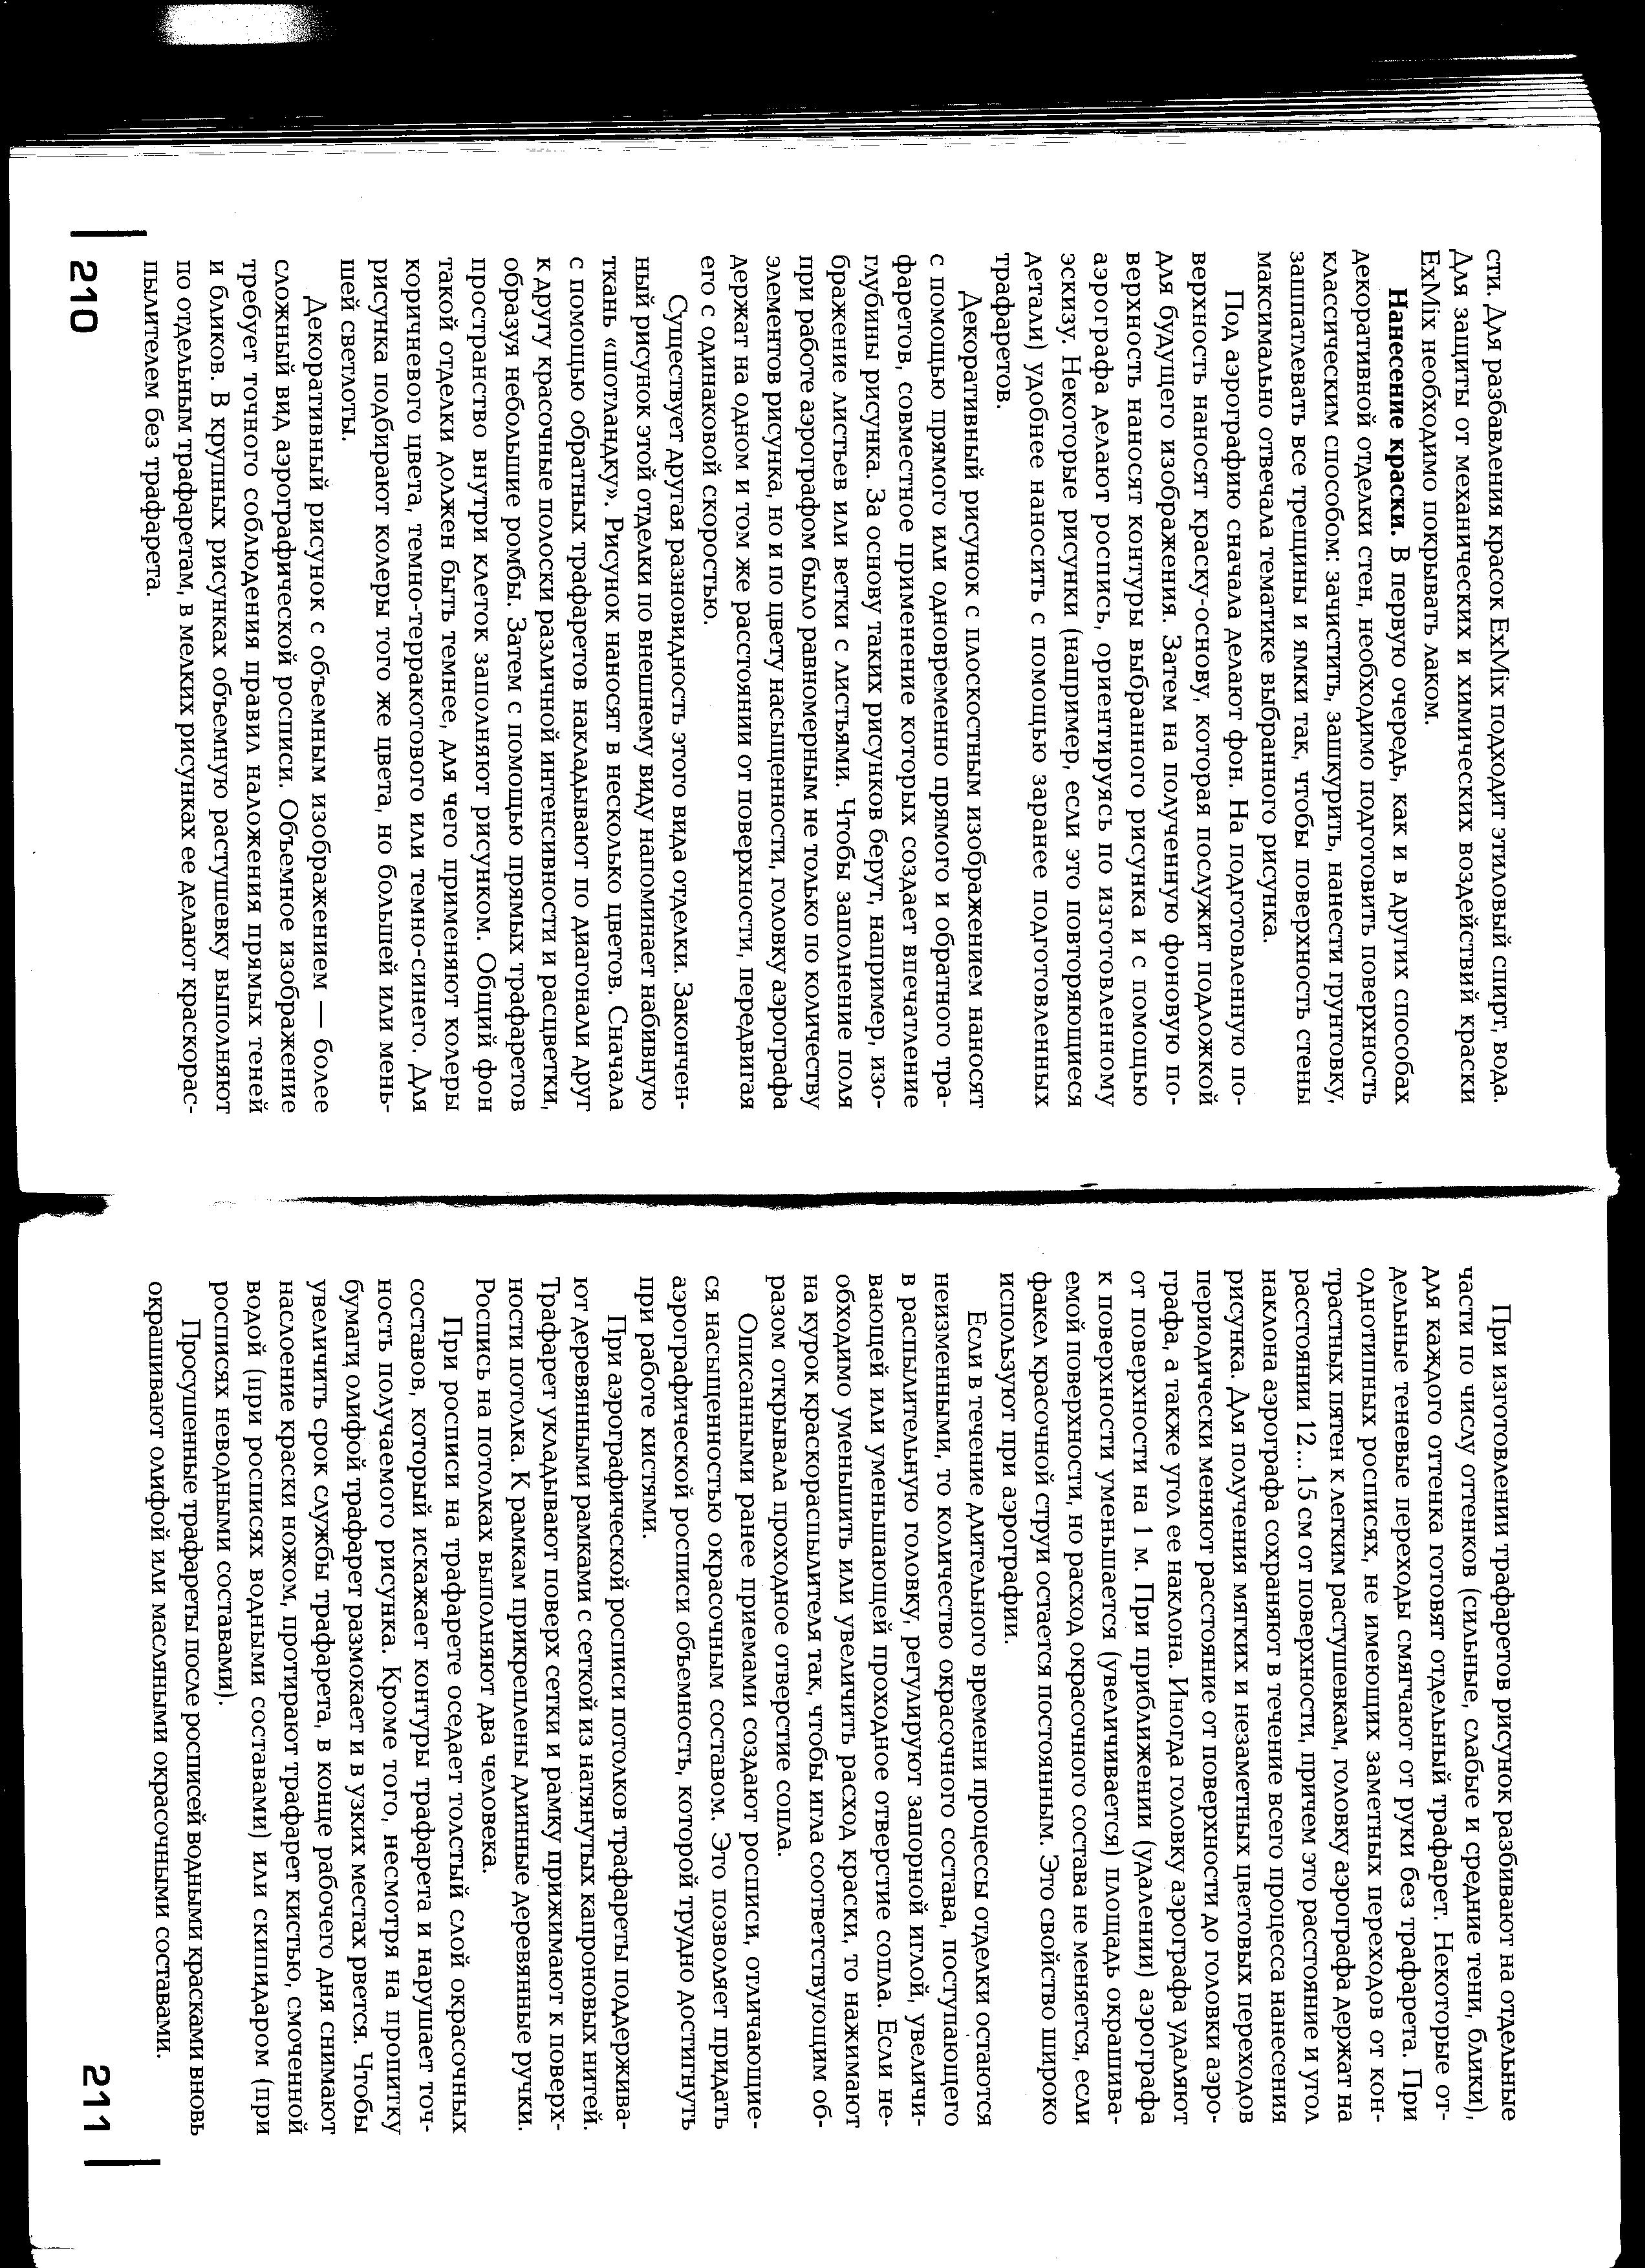 сти. Для разбавления красок ExMix подходит этиловый спирт, вода.
Для защиты от механических и химических воздействий краски
ExMix необходимо покрывать лаком.
Нанесение краски. В первую очередь, как и в других способах
декоративной отделки стен, необходимо подготовить поверхность
классическим способом: зачистить, зашкурить, нанести грунтовку,
зашпатлевать все трещины и ямки так, чтобы поверхность стены
максимально отвечала тематике выбранного рисунка.
Под аэрографию сначала делают фон. На подготовленную по-
верхность наносят краску-основу, которая послужит подложкой
для будущего изображения. Затем на полученную фоновую по-
верхность наносят контуры выбранного рисунка и с помощью
аэрографа делают роспись, ориентируясь по изготовленному
эскизу. Некоторые рисунки (например, если это повторяющиеся
детали) удобнее наносить с помощью заранее подготовленных
трафаретов.
Декоративный рисунок с плоскостным изображением наносят
с помощью прямого или одновременно прямого и обратного тра-
фаретов, совместное применение которых создает впечатление
глубины рисунка. За основу таких рисунков берут, например, изо-
бражение листьев или ветки с листьями. Чтобы заполнение поля
при работе аэрографом было равномерным не только по количеству
элементов рисунка, но и по цвету насыщенности, головку аэрографа
держат на одном и том же расстоянии от поверхности, передвигая
его с одинаковой скоростью.
Существует другая разновидность этого вида отделки. Закончен-
ный рисунок этой отделки по внешнему виду напоминает набивную
ткань «шотландку». Рисунок наносят в несколько цветов. Сначала
с помощью обратных трафаретов накладывают по диагонали друг
к другу красочные полоски различной интенсивности и расцветки,
образуя небольшие ромбы. Затем с помощью прямых трафаретов
пространство внутри клеток заполняют рисунком. Общий фон
такой отделки должен быть темнее, для чего применяют колеры
коричневого цвета, темно-терракотового или темно-синего. Для
рисунка подбирают колеры того же цвета, но большей или мень-
шей светлоты.
Декоративный рисунок с объемным изображением — более
сложный вид аэрографической росписи. Объемное изображение
требует точного соблюдения правил наложения прямых теней
и бликов. В крупных рисунках объемную растушевку выполняют
по отдельным трафаретам, в мелких рисунках ее делают краскорас-
пылителем без трафарета.
210
При изготовлении трафаретов рисунок разбивают на отдельные
части по числу оттенков (сильные, слабые и средние тени, блики),
для каждого оттенка готовят отдельный трафарет. Некоторые от-
дельные теневые переходы смягчают от руки без трафарета. При
однотипных росписях, не имеющих заметных переходов от кон-
трастных пятен к легким растушевкам, головку аэрографа держат на
расстоянии 12... 15 см от поверхности, причем это расстояние и угол
наклона аэрографа сохраняют в течение всего процесса нанесения
рисунка. Для получения мягких и незаметных цветовых переходов
периодически меняют расстояние от поверхности до головки аэро-
графа, а также угол ее наклона. Иногда головку аэрографа удаляют
от поверхности на 1 м. При приближении (удалении) аэрографа
к поверхности уменьшается (увеличивается) площадь окрашива-
емой поверхности, но расход окрасочного состава не меняется, если
факел красочной струи остается постоянным. Это свойство широко
используют при аэрографии.
Если в течение длительного времени процессы отделки остаются
неизменными, то количество окрасочного состава, поступающего
в распылительную головку, регулируют запорной иглой, увеличи-
вающей или уменьшающей проходное отверстие сопла. Если не-
обходимо уменьшить или увеличить расход краски, то нажимают
на курок краскораспылителя так, чтобы игла соответствующим об-
разом открывала проходное отверстие сопла.
Описанными ранее приемами создают росписи, отличающие-
ся насыщенностью окрасочным составом. Это позволяет придать
аэрографической росписи объемность, которой трудно достигнуть
при работе кистями.
При аэрографической росписи потолков трафареты поддержива-
ют деревянными рамками с сеткой из натянутых капроновых нитей.
Трафарет укладывают поверх сетки и рамку прижимают к поверх-
ности потолка. К рамкам прикреплены длинные деревянные ручки.
Роспись на потолках выполняют два человека.
При росписи на трафарете оседает толстый слой окрасочных
составов, который искажает контуры трафарета и нарушает точ-
ность получаемого рисунка. Кроме того, несмотря на пропитку
бумаги олифой трафарет размокает и в узких местах рвется. Чтобы
увеличить срок службы трафарета, в конце рабочего дня снимают
наслоение краски ножом, протирают трафарет кистью, смоченной
водой (при росписях водными составами) или скипидаром (при
росписях неводными составами).
Просушенные трафареты после росписей водными красками вновь
окрашивают олифой или масляными окрасочными составами.
211